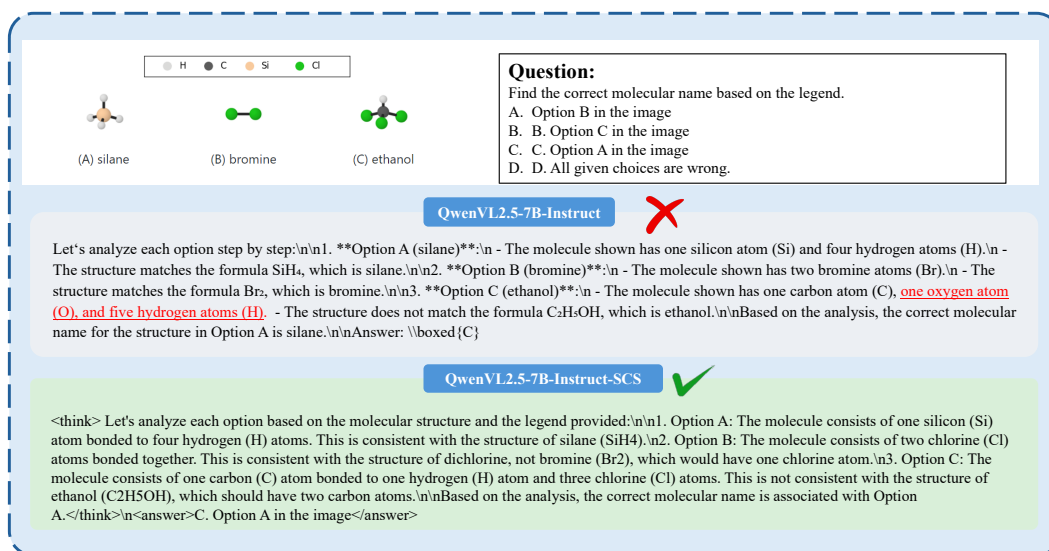 H C Si Cl
(A) silane (B) bromine (C) ethanol
Question:
Find the correct molecular name based on the legend.
A. Option B in the image
B. B. Option C in the image
C. C. Option A in the image
D. D. All given choices are wrong.
QwenVL2.5-7B-Instruct
Let‘s analyze each option step by step:\n\n1. **Option A (silane)**:\n - The molecule shown has one silicon atom (Si) and four hydrogen atoms (H).\n -
The structure matches the formula SiH₄, which is silane.\n\n2. **Option B (bromine)**:\n - The molecule shown has two bromine atoms (Br).\n - The
structure matches the formula Br₂, which is bromine.\n\n3. **Option C (ethanol)**:\n - The molecule shown has one carbon atom (C), one oxygen atom
(O), and five hydrogen atoms (H). - The structure does not match the formula C₂H₅OH, which is ethanol.\n\nBased on the analysis, the correct molecular
name for the structure in Option A is silane.\n\nAnswer: \\boxed{C}
QwenVL2.5-7B-Instruct-SCS
<think> Let's analyze each option based on the molecular structure and the legend provided:\n\n1. Option A: The molecule consists of one silicon (Si)
atom bonded to four hydrogen (H) atoms. This is consistent with the structure of silane (SiH4).\n2. Option B: The molecule consists of two chlorine (Cl)
atoms bonded together. This is consistent with the structure of dichlorine, not bromine (Br2), which would have one chlorine atom.\n3. Option C: The
molecule consists of one carbon (C) atom bonded to one hydrogen (H) atom and three chlorine (Cl) atoms. This is not consistent with the structure of
ethanol (C2H5OH), which should have two carbon atoms.\n\nBased on the analysis, the correct molecular name is associated with Option
A.</think>\n<answer>C. Option A in the image</answer>